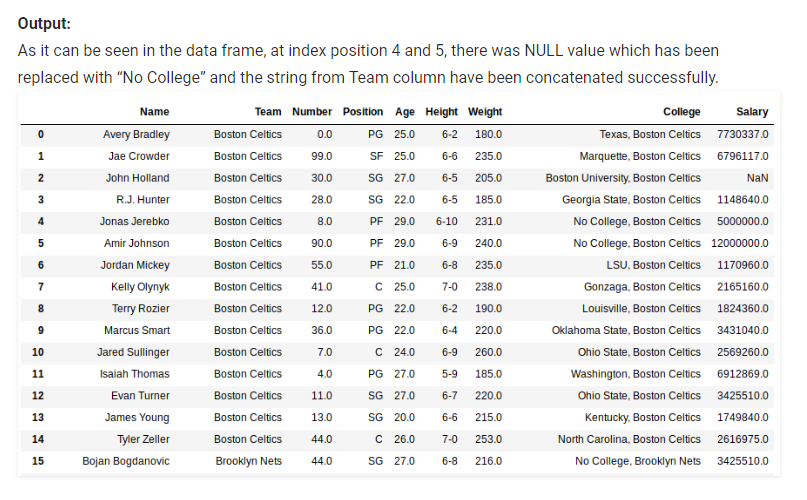 Output:
As it can be seen in the data frame, at index position 4 and 5, there was NULL value which has been
replaced with “No College” and the string from Team column have been concatenated successfully.
Name Team Number Position Age Height Weight College Salary
0 Avery Bradley Boston Celtics 0.0 PG 25.0 6-2 180.0 Texas, Boston Celtics 7730337.0
1 Jae Crowder Boston Celtics 99.0 SF 25.0 6-6 235.0 Marquette, Boston Celtics 6796117.0
2 John Holland Boston Celtics 30.0 SG 27.0 6-5 205.0 Boston University, Boston Celtics NaN
3 R.J. Hunter Boston Celtics 28.0 SG 22.0 6-5 185.0 Georgia State, Boston Celtics 1148640.0
4 Jonas Jerebko Boston Celtics 8.0 PF 29.0 6-10 231.0 No College, Boston Celtics 5000000.0
5 Amir Johnson Boston Celtics 90.0 PF 29.0 6-9 240.0 No College, Boston Celtics 12000000.0
6 Jordan Mickey Boston Celtics 55.0 PF 21.0 6-8 235.0 LSU, Boston Celtics 1170960.0
7 Kelly Olynyk Boston Celtics 41.0 C 25.0 7-0 238.0 Gonzaga, Boston Celtics 2165160.0
8 Terry Rozier Boston Celtics 12.0 PG 22.0 6-2 190.0 Louisville, Boston Celtics 1824360.0
9 Marcus Smart Boston Celtics 36.0 PG 22.0 6-4 220.0 Oklahoma State, Boston Celtics 3431040.0
10 Jared Sullinger Boston Celtics 7.0 C 24.0 6-9 260.0 Ohio State, Boston Celtics 2569260.0
11 Isaiah Thomas Boston Celtics 4.0 PG 27.0 5-9 185.0 Washington, Boston Celtics 6912869.0
12 Evan Turner Boston Celtics 11.0 SG 27.0 6-7 220.0 Ohio State, Boston Celtics 3425510.0
13 James Young Boston Celtics 13.0 SG 20.0 6-6 215.0 Kentucky, Boston Celtics 1749840.0
14 Tyler Zeller Boston Celtics 44.0 C 26.0 7-0 253.0 North Carolina, Boston Celtics 2616975.0
15 Bojan Bogdanovic Brooklyn Nets 44.0 SG 27.0 6-8 216.0 No College, Brooklyn Nets 3425510.0